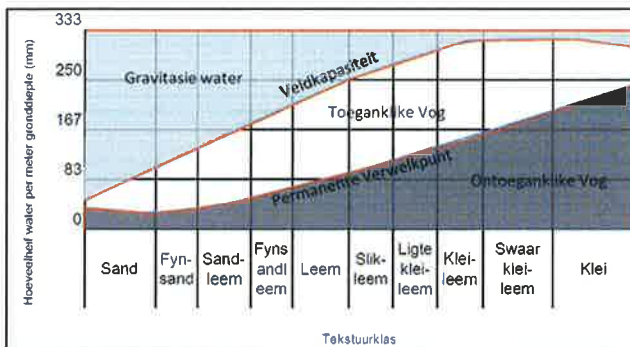 333
250
167
83
0
Hoeveelheif water per meter gronddieplte (mm)
Gravitasie water
Veldkapasiteit
Toeganklike Vog
Permanente Verwelkpunt
Ontoeganklike Vog
Sand
Fyn-
sand
Sand-
leem
Fyns
andl
eem
Leem
Slik-
leem
Ligte
klei-
leem
Klei-
leem
Swaar
klei-
leem
Klei
Tekstuurklas